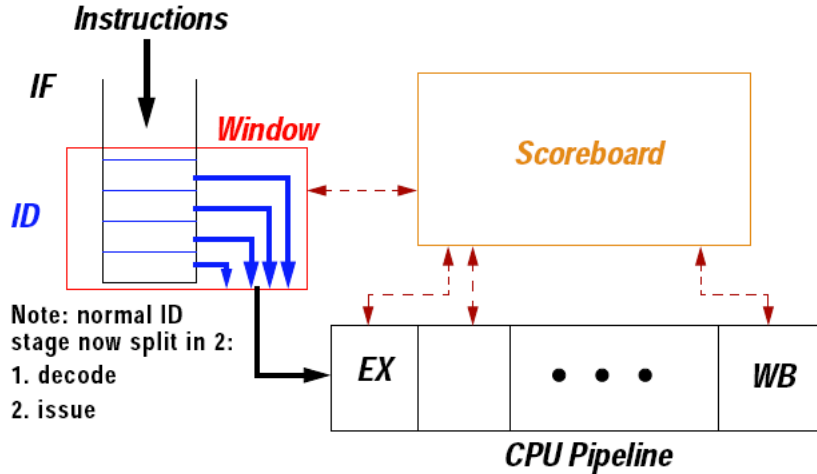 Instructions
IF
Window
Scoreboard
ID
Note: normal ID
stage now split in 2:
1. decode
2. issue
EX
WB
CPU Pipeline